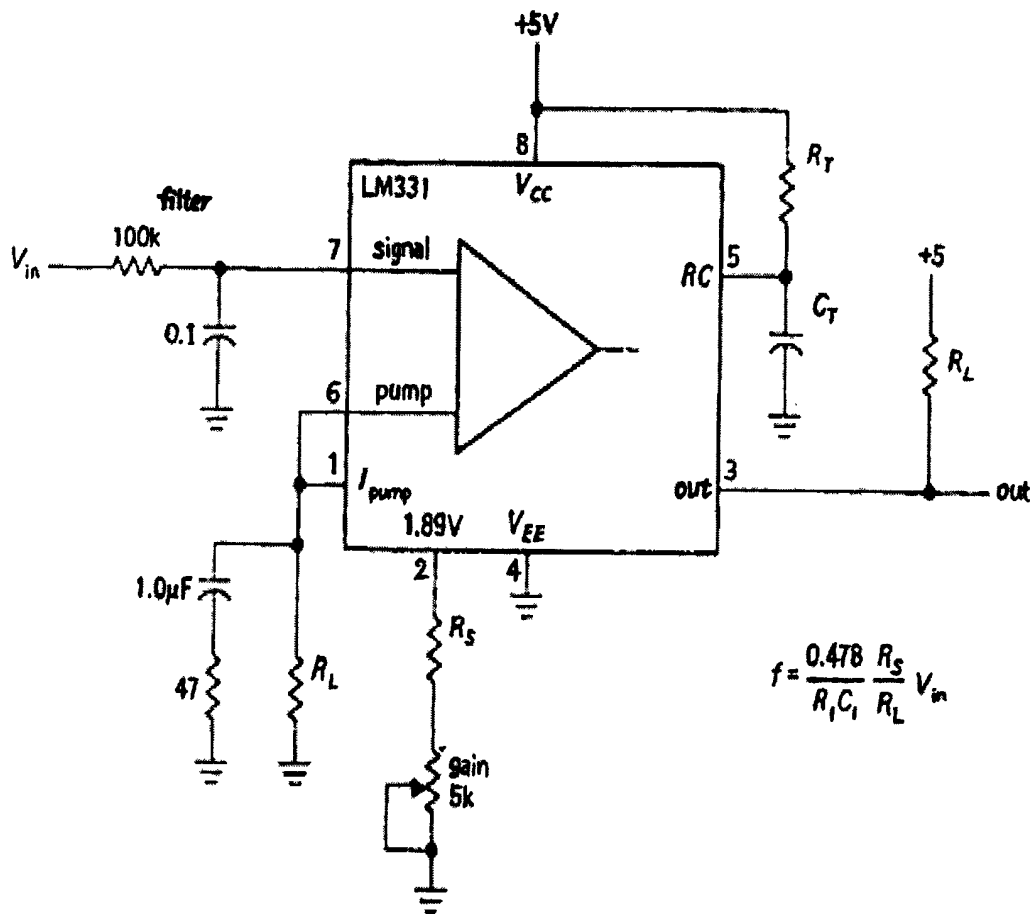 +5V
8
V_CC
LM331
R_T
filter
100k
V_in
7
signal
5
RC
+5
0.1
C_T
R_L
6
pump
1
I_pump
3
out
out
1.89V
V_EE
2
4
1.0μF
R_S
47
R_L
f = 0.478/(R_1C_1) R_S/R_L V_in
gain
5k